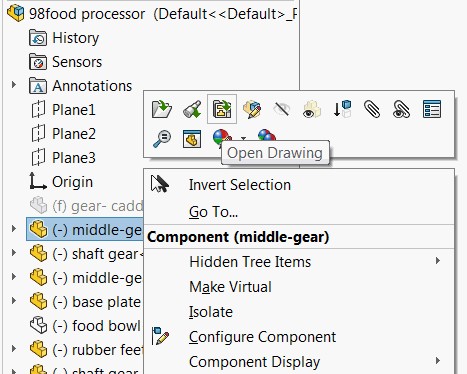 98food processor (Default<<Default>_
History
Sensors
Annotations
Plane1
Plane2
Plane3
Origin
(f) gear- cadd
(-) middle-ge
(-) shaft gear<
(-) middle-ge
(-) base plate
(-) food bowl
(-) rubber feet
(-) shaft gear
Open Drawing
Invert Selection
Go To...
Component (middle-gear)
Hidden Tree Items
Make Virtual
Isolate
Configure Component
Component Display